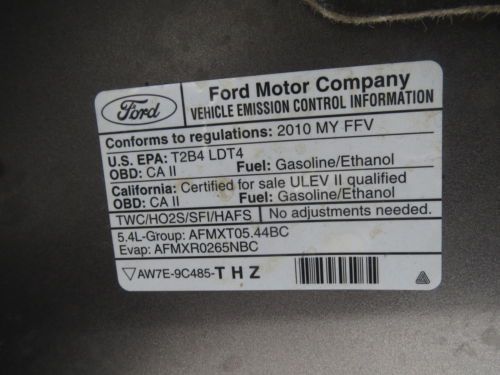 Ford
Ford Motor Company
VEHICLE EMISSION CONTROL INFORMATION
Conforms to regulations: 2010 MY FFV
U.S. EPA: T2B4 LDT4
OBD: CA II Fuel: Gasoline/Ethanol
California: Certified for sale ULEV II qualified
OBD: CA II Fuel: Gasoline/Ethanol
TWC/HO2S/SFI/HAFS No adjustments needed.
5.4L-Group: AFMXT05.44BC
Evap: AFMXR0265NBC
AW7E-9C485-T H Z